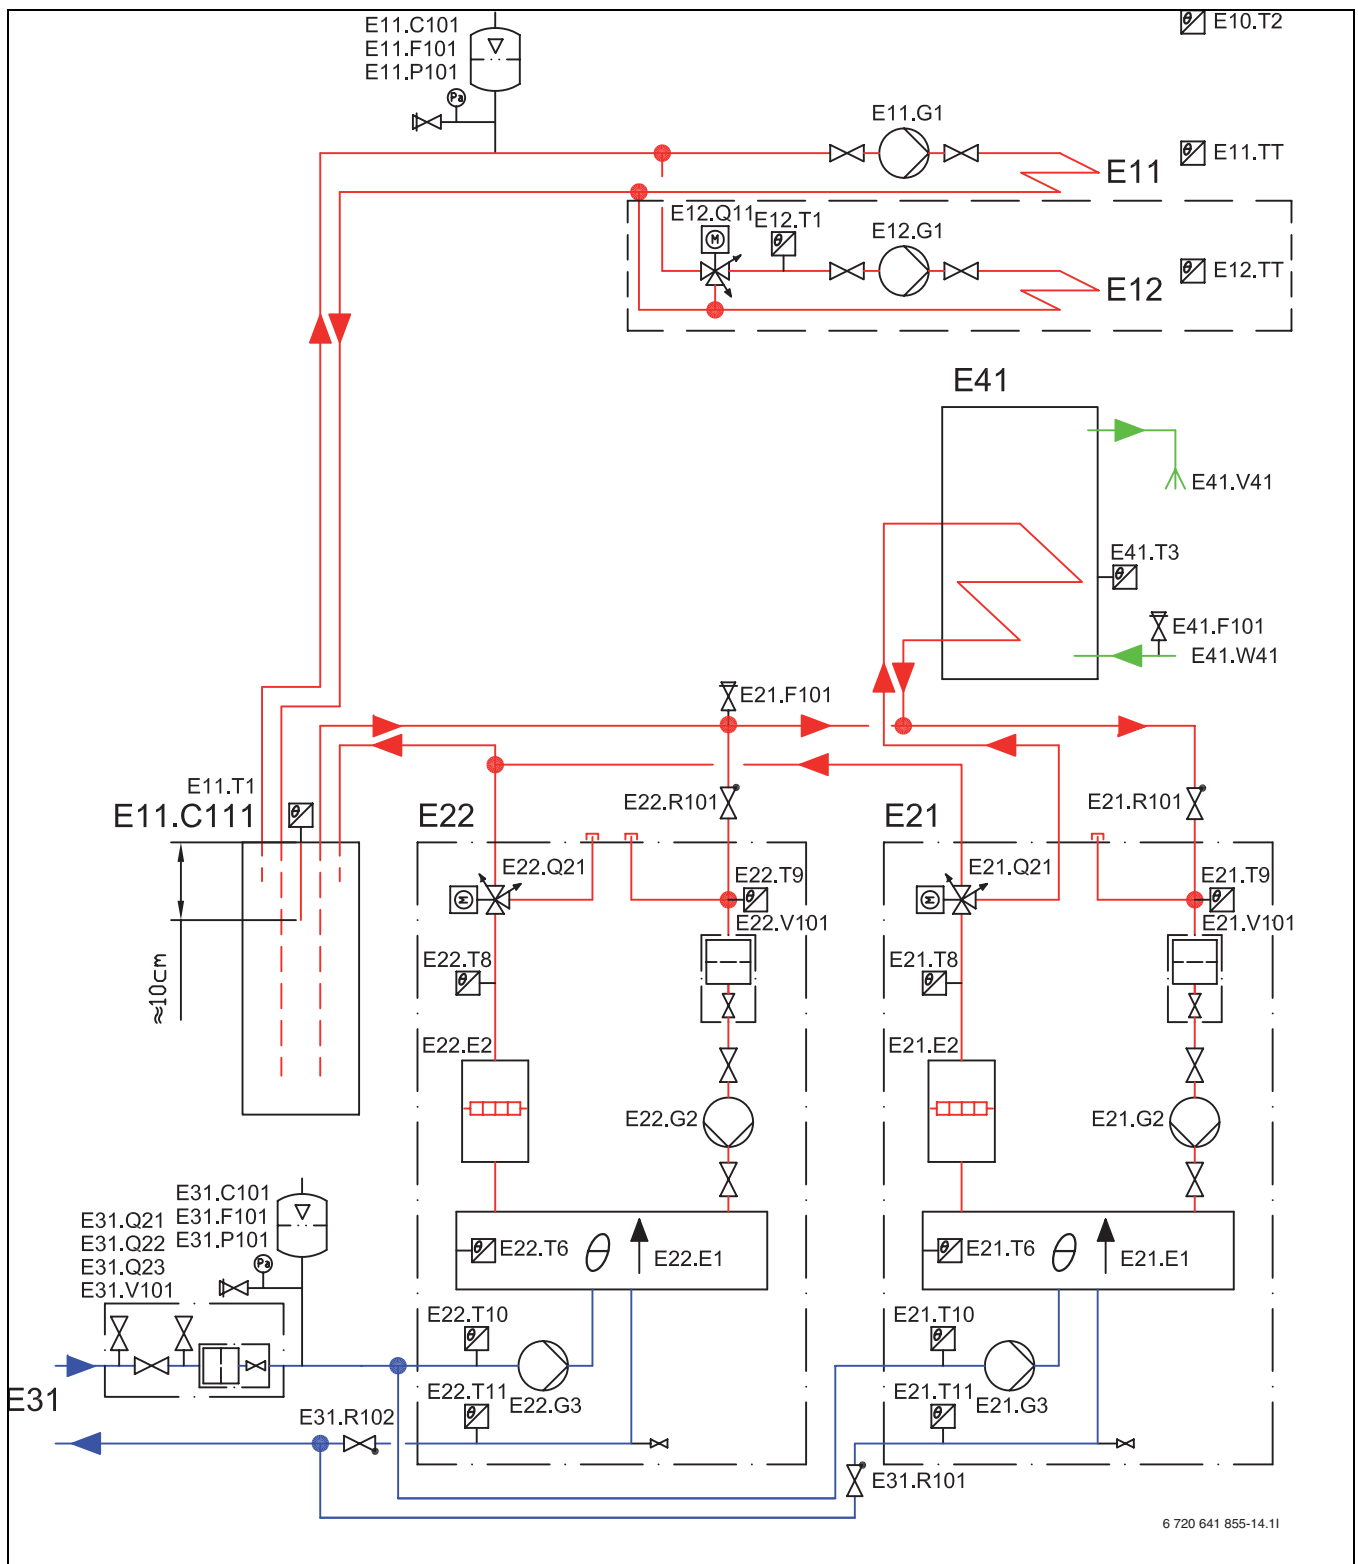 E11.C101
E11.F101
E11.P101
Pa
E10.T2
θ
E11.G1
E11.TT
θ
E11
E12.Q11
M
E12.T1
θ
E12.G1
E12.TT
θ
E12
E41
E41.V41
E41.T3
θ
E41.F101
E41.W41
E21.F101
E11.T1
θ
E11.C111
E22
E22.R101
E21
E21.R101
E22.Q21
M
E22.T9
θ
E22.V101
E21.Q21
M
E21.T9
θ
E21.V101
E22.T8
θ
E21.T8
θ
≈10cm
E22.E2
E21.E2
E22.G2
E21.G2
E31.C101
E31.F101
E31.P101
Pa
E31.Q21
E31.Q22
E31.Q23
E31.V101
E22.T6
θ
E22.E1
E21.T6
θ
E21.E1
E22.T10
θ
E21.T10
θ
E31
E22.T11
θ
E22.G3
E21.T11
θ
E21.G3
E31.R102
E31.R101
6 720 641 855-14.1I